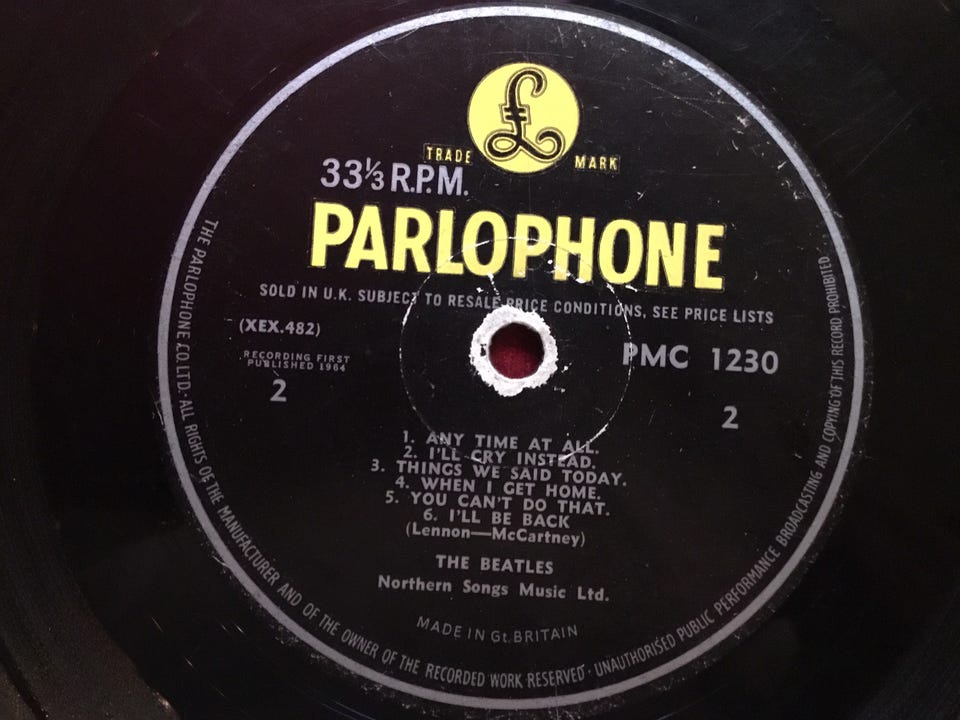 £
TRADE MARK
33⅓ R.P.M.
PARLOPHONE
SOLD IN U.K. SUBJECT TO RESALE PRICE CONDITIONS, SEE PRICE LISTS
(XEX.482)
RECORDING FIRST
PUBLISHED 1964
2
PMC 1230
2
1. ANY TIME AT ALL.
2. I'LL CRY INSTEAD.
3. THINGS WE SAID TODAY.
4. WHEN I GET HOME.
5. YOU CAN'T DO THAT.
6. I'LL BE BACK
(Lennon—McCartney)
THE BEATLES
Northern Songs Music Ltd.
MADE IN Gt. BRITAIN
THE PARLOPHONE CO. LTD. ALL RIGHTS OF THE MANUFACTURER AND OF THE OWNER OF THE RECORDED WORK RESERVED · UNAUTHORISED PUBLIC PERFORMANCE BROADCASTING AND COPYING OF THIS RECORD PROHIBITED